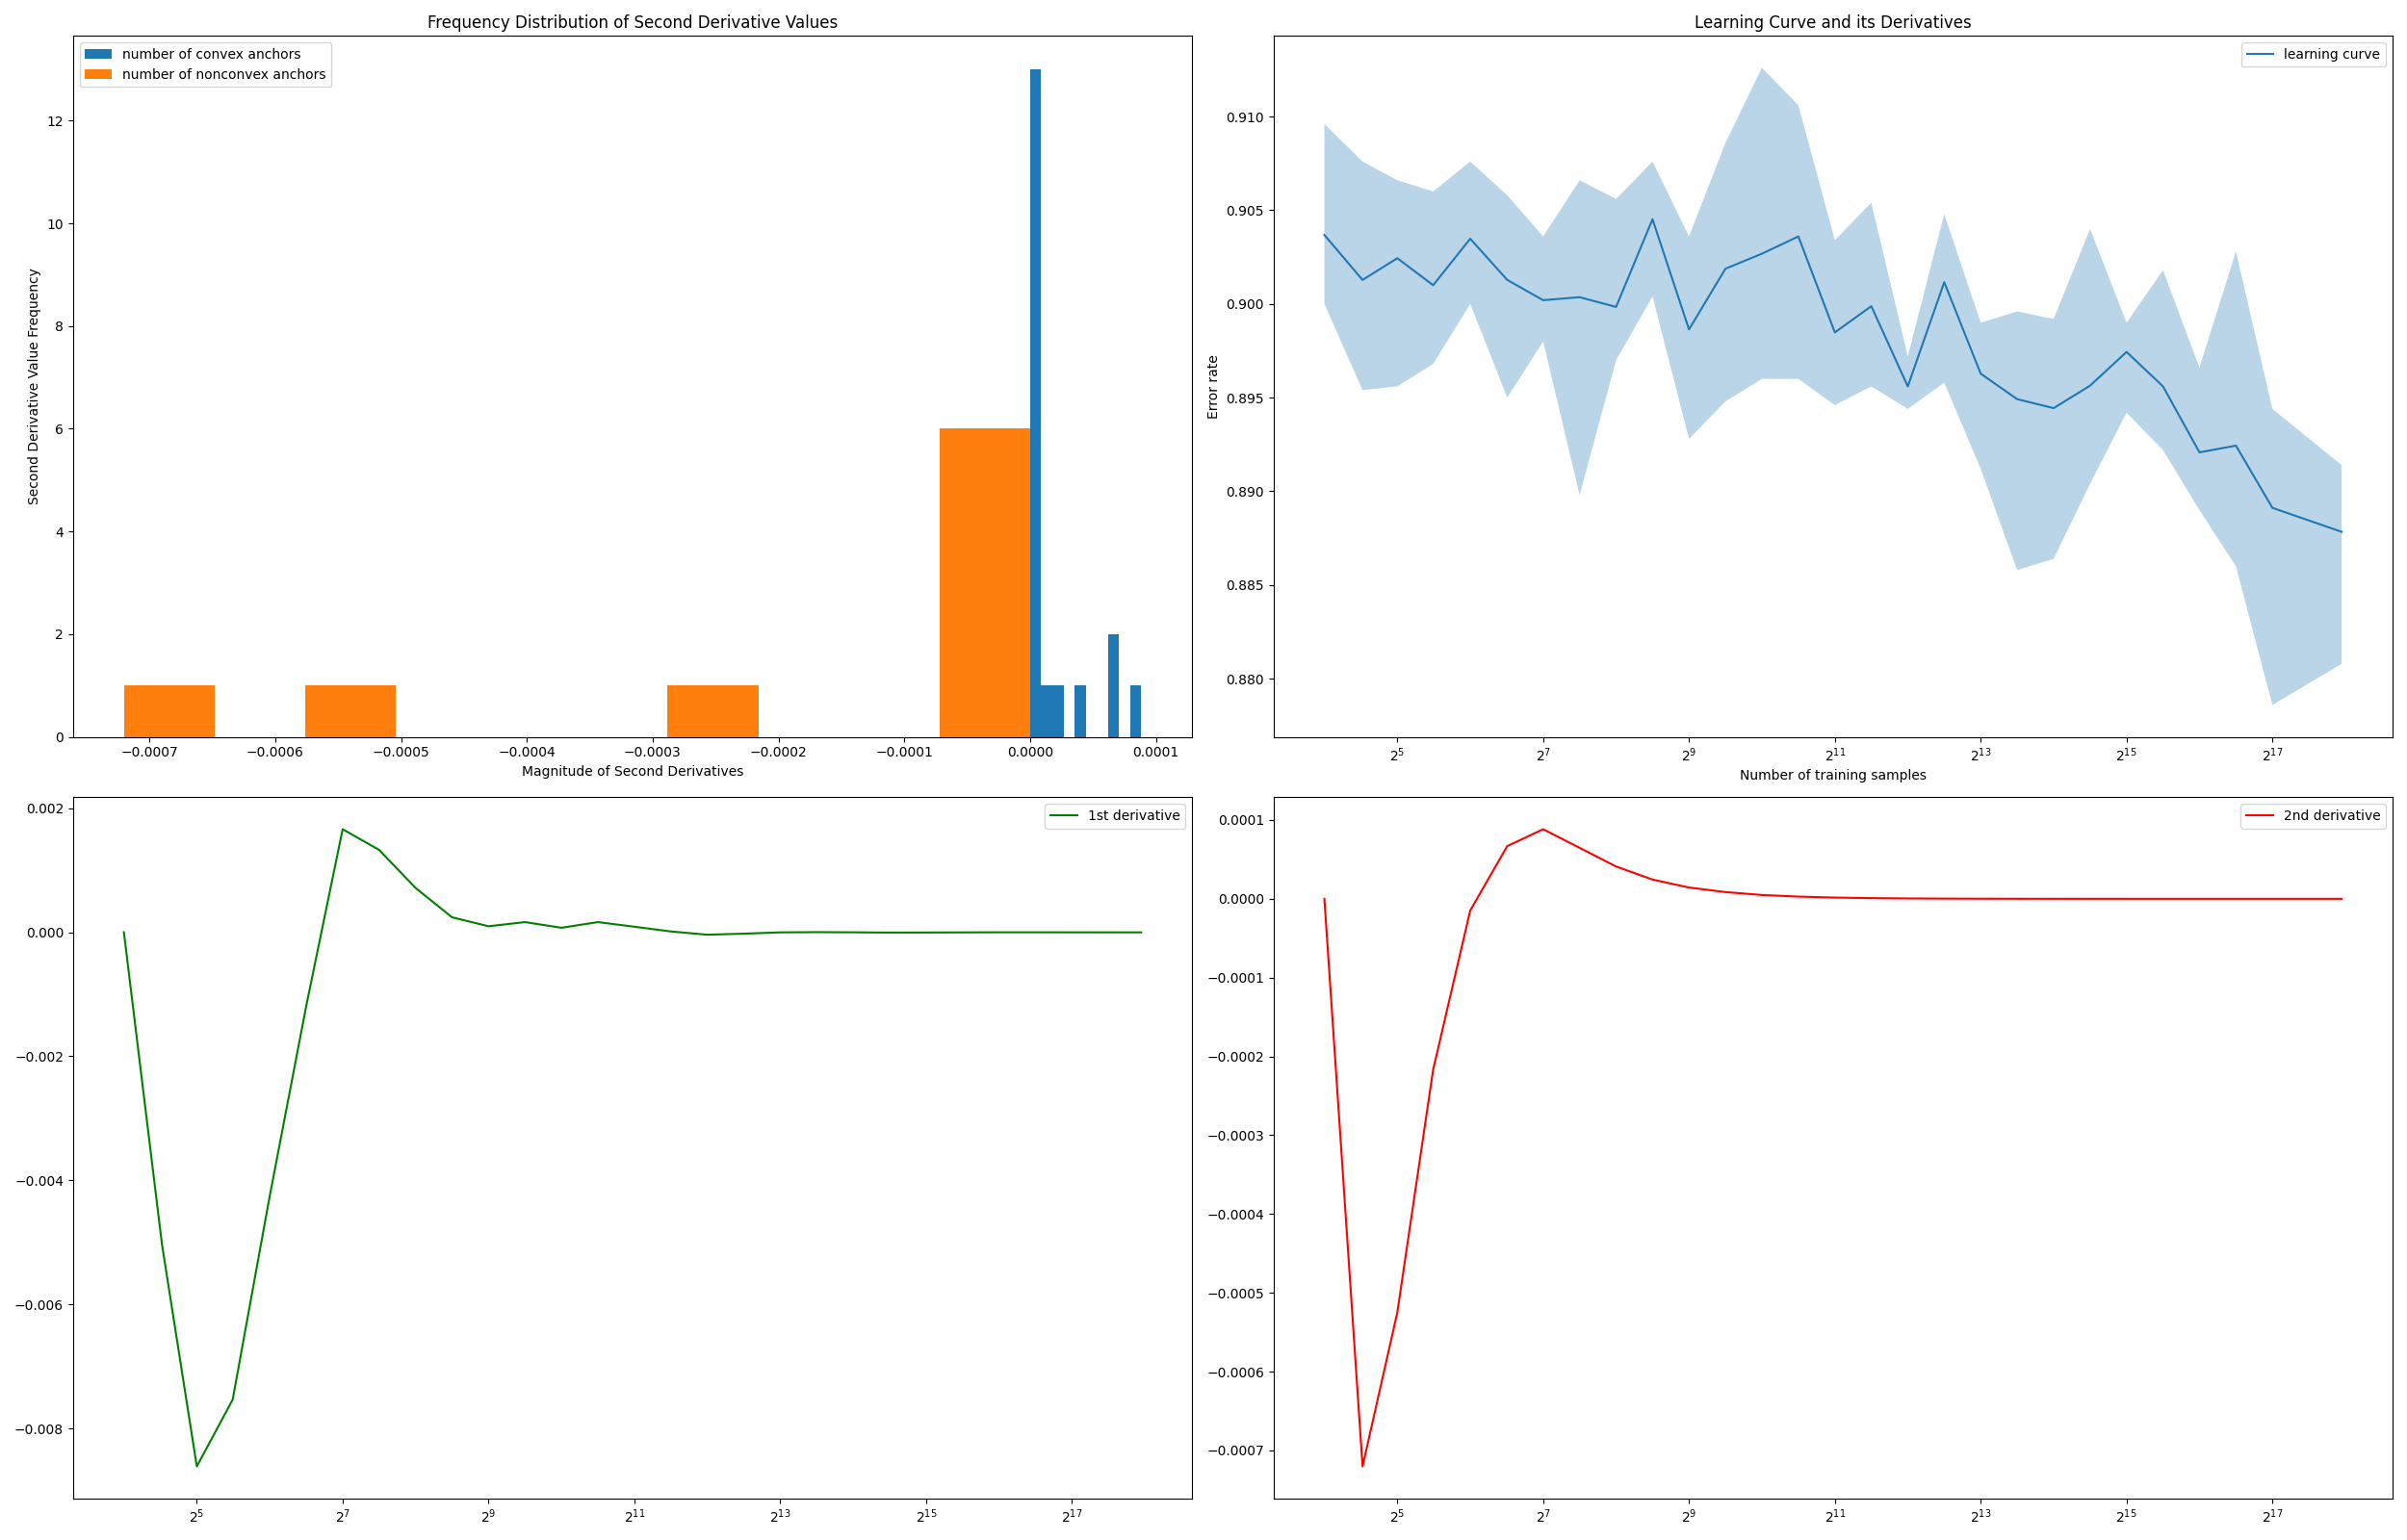 Frequency Distribution of Second Derivative Values
number of convex anchors
number of nonconvex anchors
Second Derivative Value Frequency
12
10
8
6
4
2
0
−0.0007 −0.0006 −0.0005 −0.0004 −0.0003 −0.0002 −0.0001 0.0000 0.0001
Magnitude of Second Derivatives
Learning Curve and its Derivatives
learning curve
Error rate
0.910
0.905
0.900
0.895
0.890
0.885
0.880
2^5 2^7 2^9 2^11 2^13 2^15 2^17
Number of training samples
1st derivative
0.002
0.000
−0.002
−0.004
−0.006
−0.008
2^5 2^7 2^9 2^11 2^13 2^15 2^17
2nd derivative
0.0001
0.0000
−0.0001
−0.0002
−0.0003
−0.0004
−0.0005
−0.0006
−0.0007
2^5 2^7 2^9 2^11 2^13 2^15 2^17